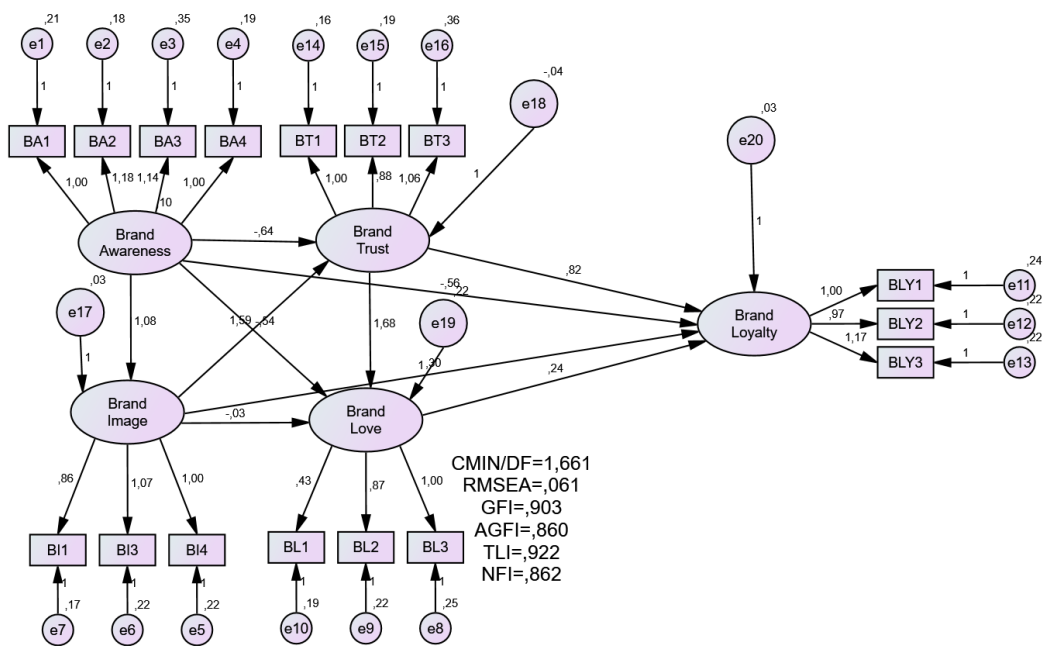 ,21 ,18 ,35 ,19 ,16 ,19 ,36
e1 e2 e3 e4 e14 e15 e16
1 1 1 1 1 1 1
BA1 BA2 BA3 BA4 BT1 BT2 BT3
-,04
e18
1
,03
e20
1
1,00 1,18 1,14 1,00
,10
1,00 ,88 1,06
Brand
Awareness
Brand
Trust
-,64
,82
-,56
,03
e17
1
1,08
1,59 -,54
1,68
,22
e19
1
Brand
Loyalty
1,00 BLY1 1 e11 ,24
,97 BLY2 1 e12 ,22
1,17 BLY3 1 e13 ,22
1,30
,24
Brand
Image
-,03
Brand
Love
,86 1,07 1,00
,43 ,87 1,00
CMIN/DF=1,661
RMSEA=,061
GFI=,903
AGFI=,860
TLI=,922
NFI=,862
BI1 BI3 BI4 BL1 BL2 BL3
1 1 1 1 1 1
,17 ,22 ,22 ,19 ,22 ,25
e7 e6 e5 e10 e9 e8